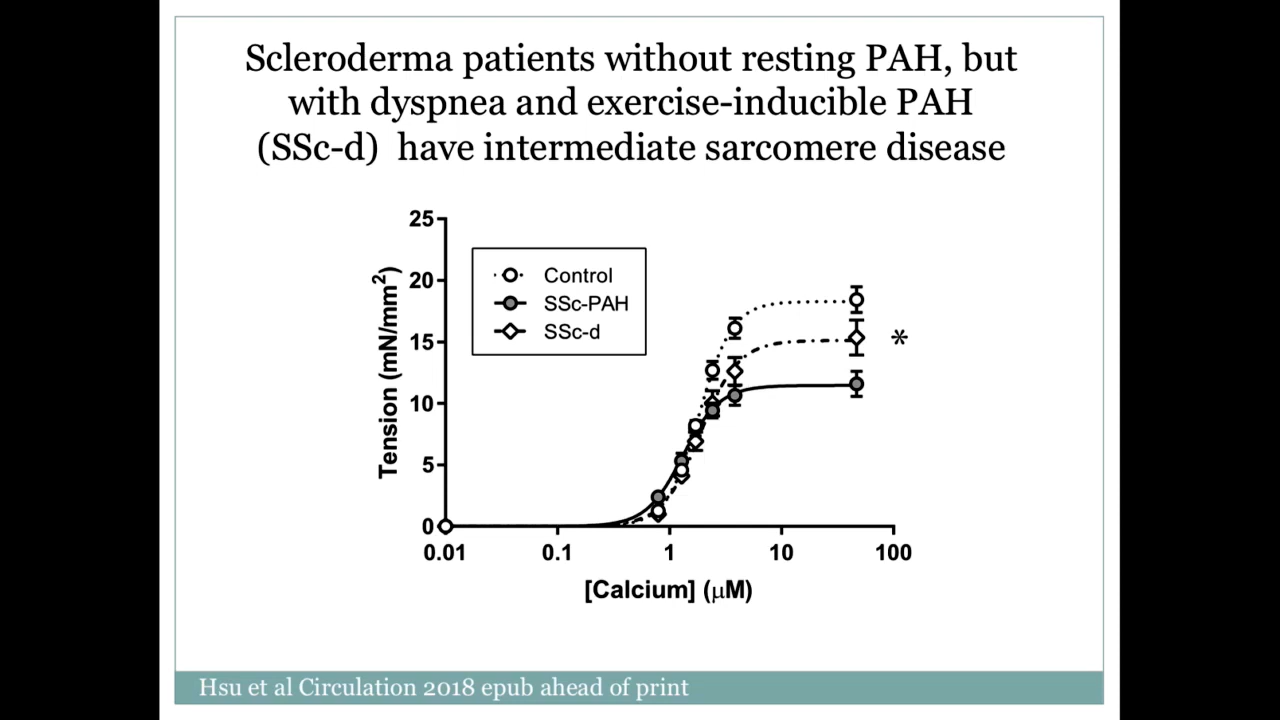 Scleroderma patients without resting PAH, but
with dyspnea and exercise-inducible PAH
(SSc-d) have intermediate sarcomere disease
25
20
15
10
5
0
Tension (mN/mm²)
Control
SSc-PAH
SSc-d
*
0.01 0.1 1 10 100
[Calcium] (μM)
Hsu et al Circulation 2018 epub ahead of print